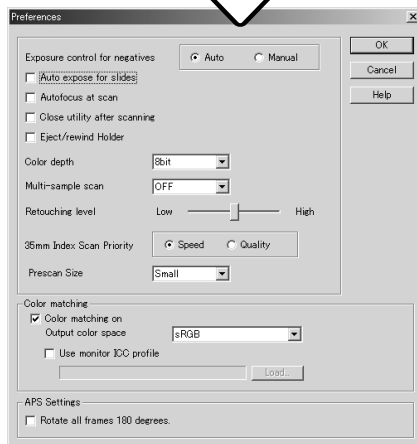 Preferences
Exposure control for negatives Auto Manual OK
Auto expose for slides Cancel
Autofocus at scan Help
Close utility after scanning
Eject/rewind Holder
Color depth 8bit
Multi-sample scan OFF
Retouching level Low High
35mm Index Scan Priority Speed Quality
Prescan Size Small
Color matching
Color matching on
Output color space sRGB
Use monitor ICC profile
Load..
APS Settings
Rotate all frames 180 degrees.